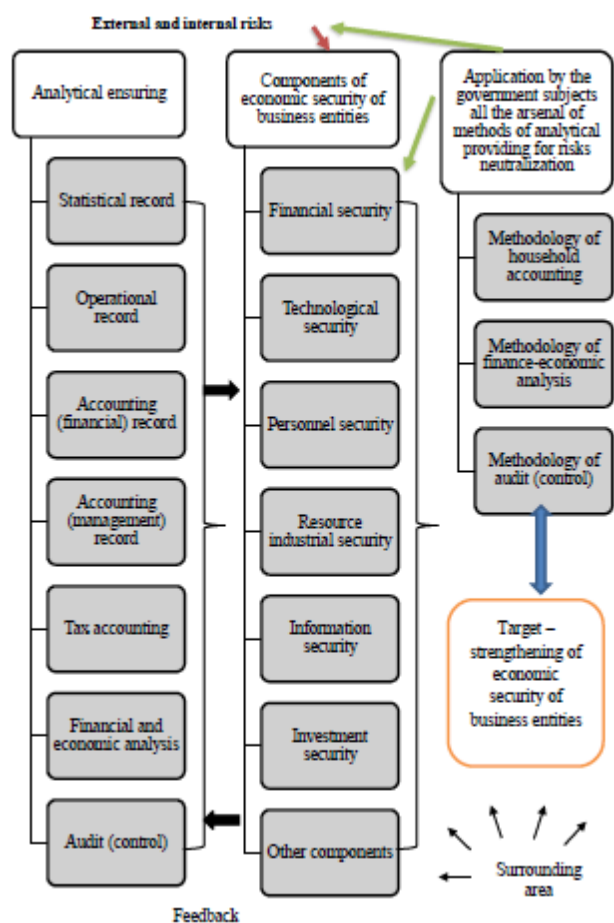 External and internal risks
Analytical ensuring
Statistical record
Operational
record
Accounting
(financial) record
Accounting
(management)
record
Tax accounting
Financial and
economic analysis
Audit (control)
Components of
economic security of
business entities
Financial security
Technological
security
Personnel security
Resource
industrial security
Information
security
Investment
security
Other components
Application by the
government subjects
all the arsenal of
methods of analytical
providing for risks
neutralization
Methodology of
household
accounting
Methodology of
finance-economic
analysis
Methodology of
audit (control)
Target –
strengthening of
economic
security of
business entities
Surrounding
area
Feedback